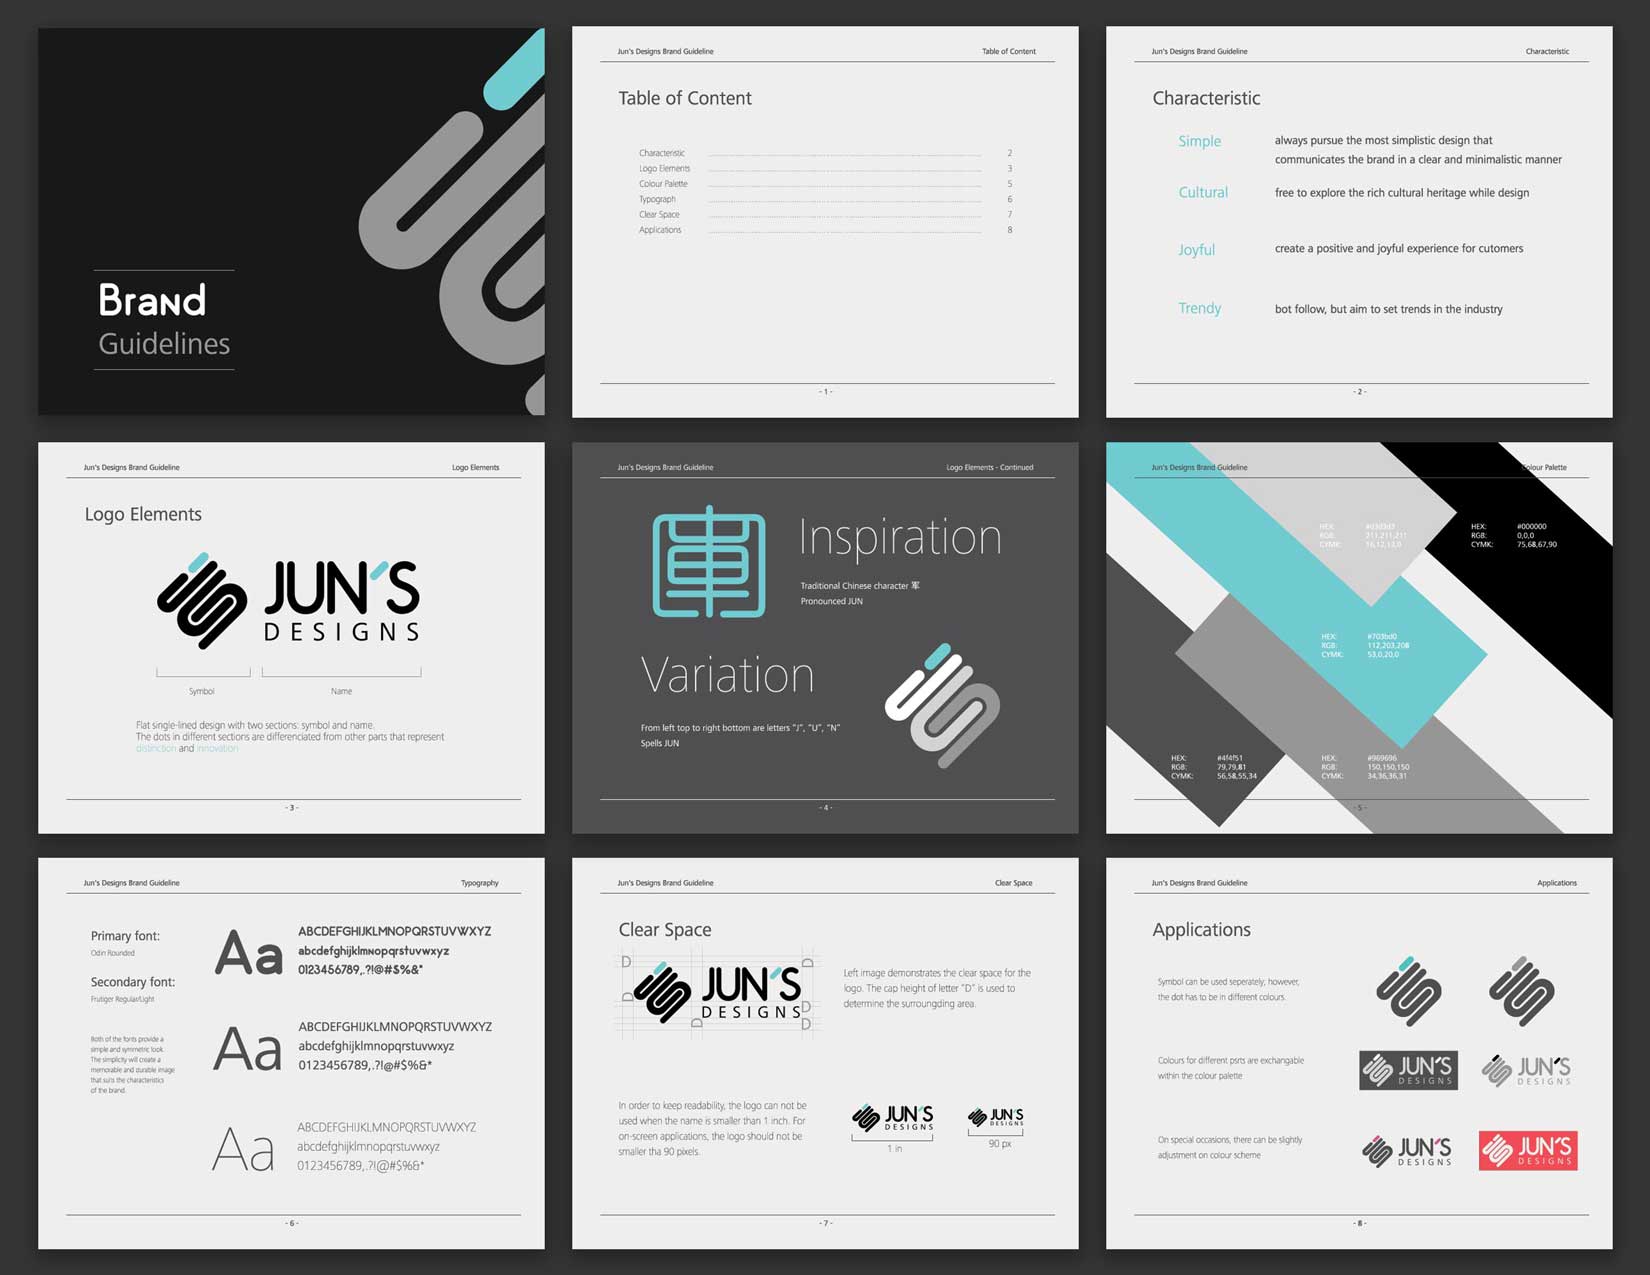 Brand
Guidelines
Jun's Designs Brand Guideline
Table of Content
Table of Content
Characteristic 2
Logo Elements 3
Colour Palette 5
Typograph 6
Clear Space 7
Applications 8
- 1 -
Jun's Designs Brand Guideline
Characteristic
Characteristic
Simple
always pursue the most simplistic design that
communicates the brand in a clear and minimalistic manner
Cultural
free to explore the rich cultural heritage while design
Joyful
create a positive and joyful experience for cutomers
Trendy
bot follow, but aim to set trends in the industry
- 2 -
Jun's Designs Brand Guideline
Logo Elements
Logo Elements
JUN'S
DESIGNS
Symbol
Name
Flat single-lined design with two sections: symbol and name.
The dots in different sections are differenciated from other parts that represent
distinction and innovation
- 3 -
Jun's Designs Brand Guideline
Logo Elements - Continued
Inspiration
Traditional Chinese character 軍
Pronounced JUN
Variation
From left top to right bottom are letters "J", "U", "N"
Spells JUN
- 4 -
Jun's Designs Brand Guideline
Colour Palette
HEX: #d3d3d3
RGB: 211,211,211
CYMK: 16,12,13,0
HEX: #000000
RGB: 0,0,0
CYMK: 75,68,67,90
HEX: #703bd0
RGB: 112,203,208
CYMK: 53,0,20,0
HEX: #4f4f51
RGB: 79,79,81
CYMK: 56,58,55,34
HEX: #969696
RGB: 150,150,150
CYMK: 34,36,36,31
- 5 -
Jun's Designs Brand Guideline
Typography
Primary font:
Odin Rounded
Secondary font:
Frutiger Regular/Light
Both of the fonts provide a
simple and symmetric look.
The simplicity will create a
memorable and durable image
that suits the characteristics
of the brand.
Aa
ABCDEFGHIJKLMNOPQRSTUVWXYZ
abcdefghijklmnopqrstuvwxyz
0123456789,.?!@#$%&*
Aa
ABCDEFGHIJKLMNOPQRSTUVWXYZ
abcdefghijklmnopqrstuvwxyz
0123456789,.?!@#$%&*
Aa
ABCDEFGHIJKLMNOPQRSTUVWXYZ
abcdefghijklmnopqrstuvwxyz
0123456789,.?!@#$%&*
- 6 -
Jun's Designs Brand Guideline
Clear Space
Clear Space
D
D
D
D
D
D
JUN'S
DESIGNS
Left image demonstrates the clear space for the
logo. The cap height of letter "D" is used to
determine the surroungding area.
In order to keep readability, the logo can not be
used when the name is smaller than 1 inch. For
on-screen applications, the logo should not be
smaller tha 90 pixels.
JUN'S
DESIGNS
1 in
JUN'S
DESIGNS
90 px
- 7 -
Jun's Designs Brand Guideline
Applications
Applications
Symbol can be used seperately, however,
the dot has to be in different colours.
Colours for different psrts are exchangable
within the colour palette
JUN'S
DESIGNS
JUN'S
DESIGNS
On special occasions, there can be slightly
adjustment on colour scheme
JUN'S
DESIGNS
JUN'S
DESIGNS
- 8 -